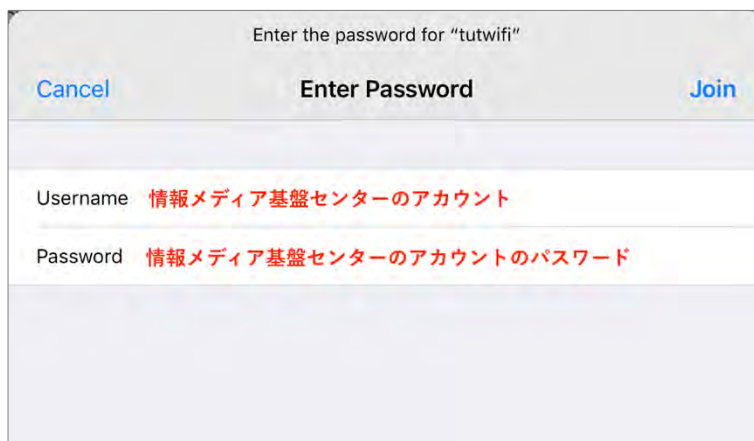 Enter the password for “tutwifi”
Cancel Enter Password Join
Username 情報メディア基盤センターのアカウント
Password 情報メディア基盤センターのアカウントのパスワード